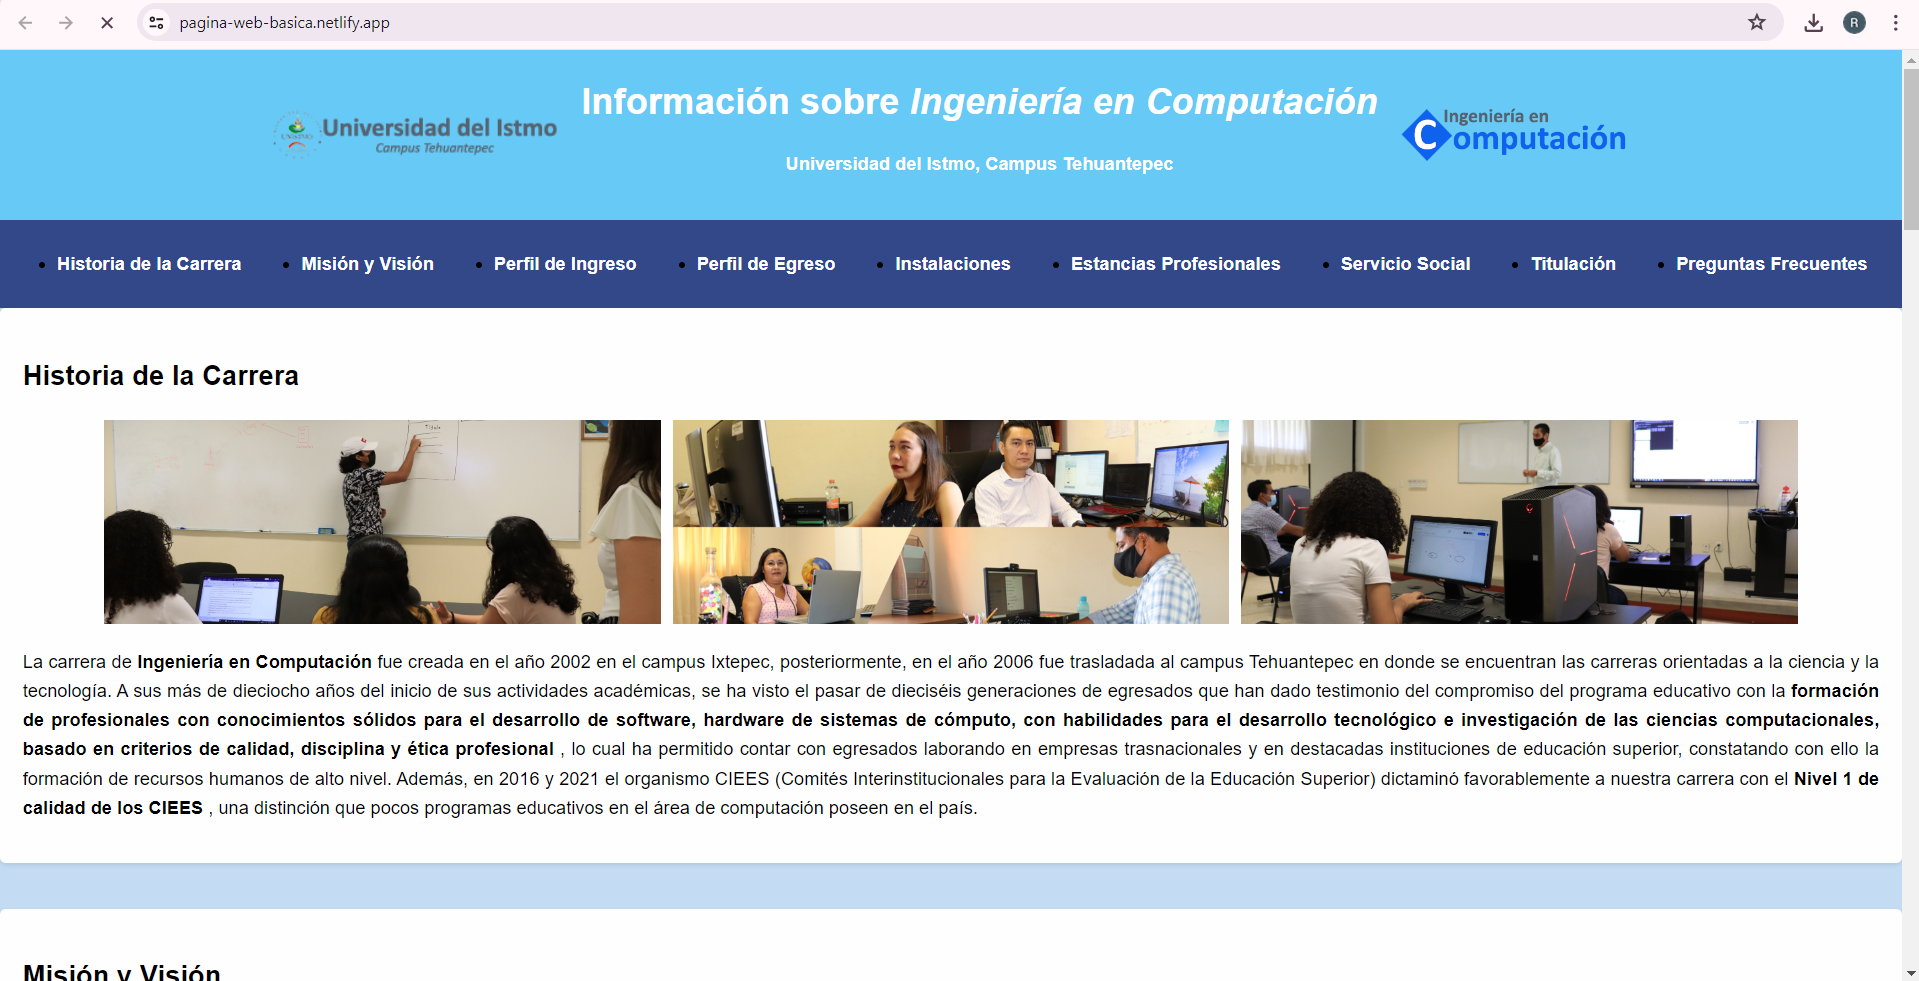 pagina-web-basica.netlify.app
R
Información sobre Ingeniería en Computación
Universidad del Istmo
Campus Tehuantepec
Universidad del Istmo, Campus Tehuantepec
Ingeniería en
Computación
Historia de la Carrera
Misión y Visión
Perfil de Ingreso
Perfil de Egreso
Instalaciones
Estancias Profesionales
Servicio Social
Titulación
Preguntas Frecuentes
Historia de la Carrera
La carrera de Ingeniería en Computación fue creada en el año 2002 en el campus Ixtepec, posteriormente, en el año 2006 fue trasladada al campus Tehuantepec en donde se encuentran las carreras orientadas a la ciencia y la
tecnología. A sus más de dieciocho años del inicio de sus actividades académicas, se ha visto el pasar de dieciséis generaciones de egresados que han dado testimonio del compromiso del programa educativo con la formación
de profesionales con conocimientos sólidos para el desarrollo de software, hardware de sistemas de cómputo, con habilidades para el desarrollo tecnológico e investigación de las ciencias computacionales,
basado en criterios de calidad, disciplina y ética profesional , lo cual ha permitido contar con egresados laborando en empresas trasnacionales y en destacadas instituciones de educación superior, constatando con ello la
formación de recursos humanos de alto nivel. Además, en 2016 y 2021 el organismo CIEES (Comités Interinstitucionales para la Evaluación de la Educación Superior) dictaminó favorablemente a nuestra carrera con el Nivel 1 de
calidad de los CIEES , una distinción que pocos programas educativos en el área de computación poseen en el país.
Misión y Visión